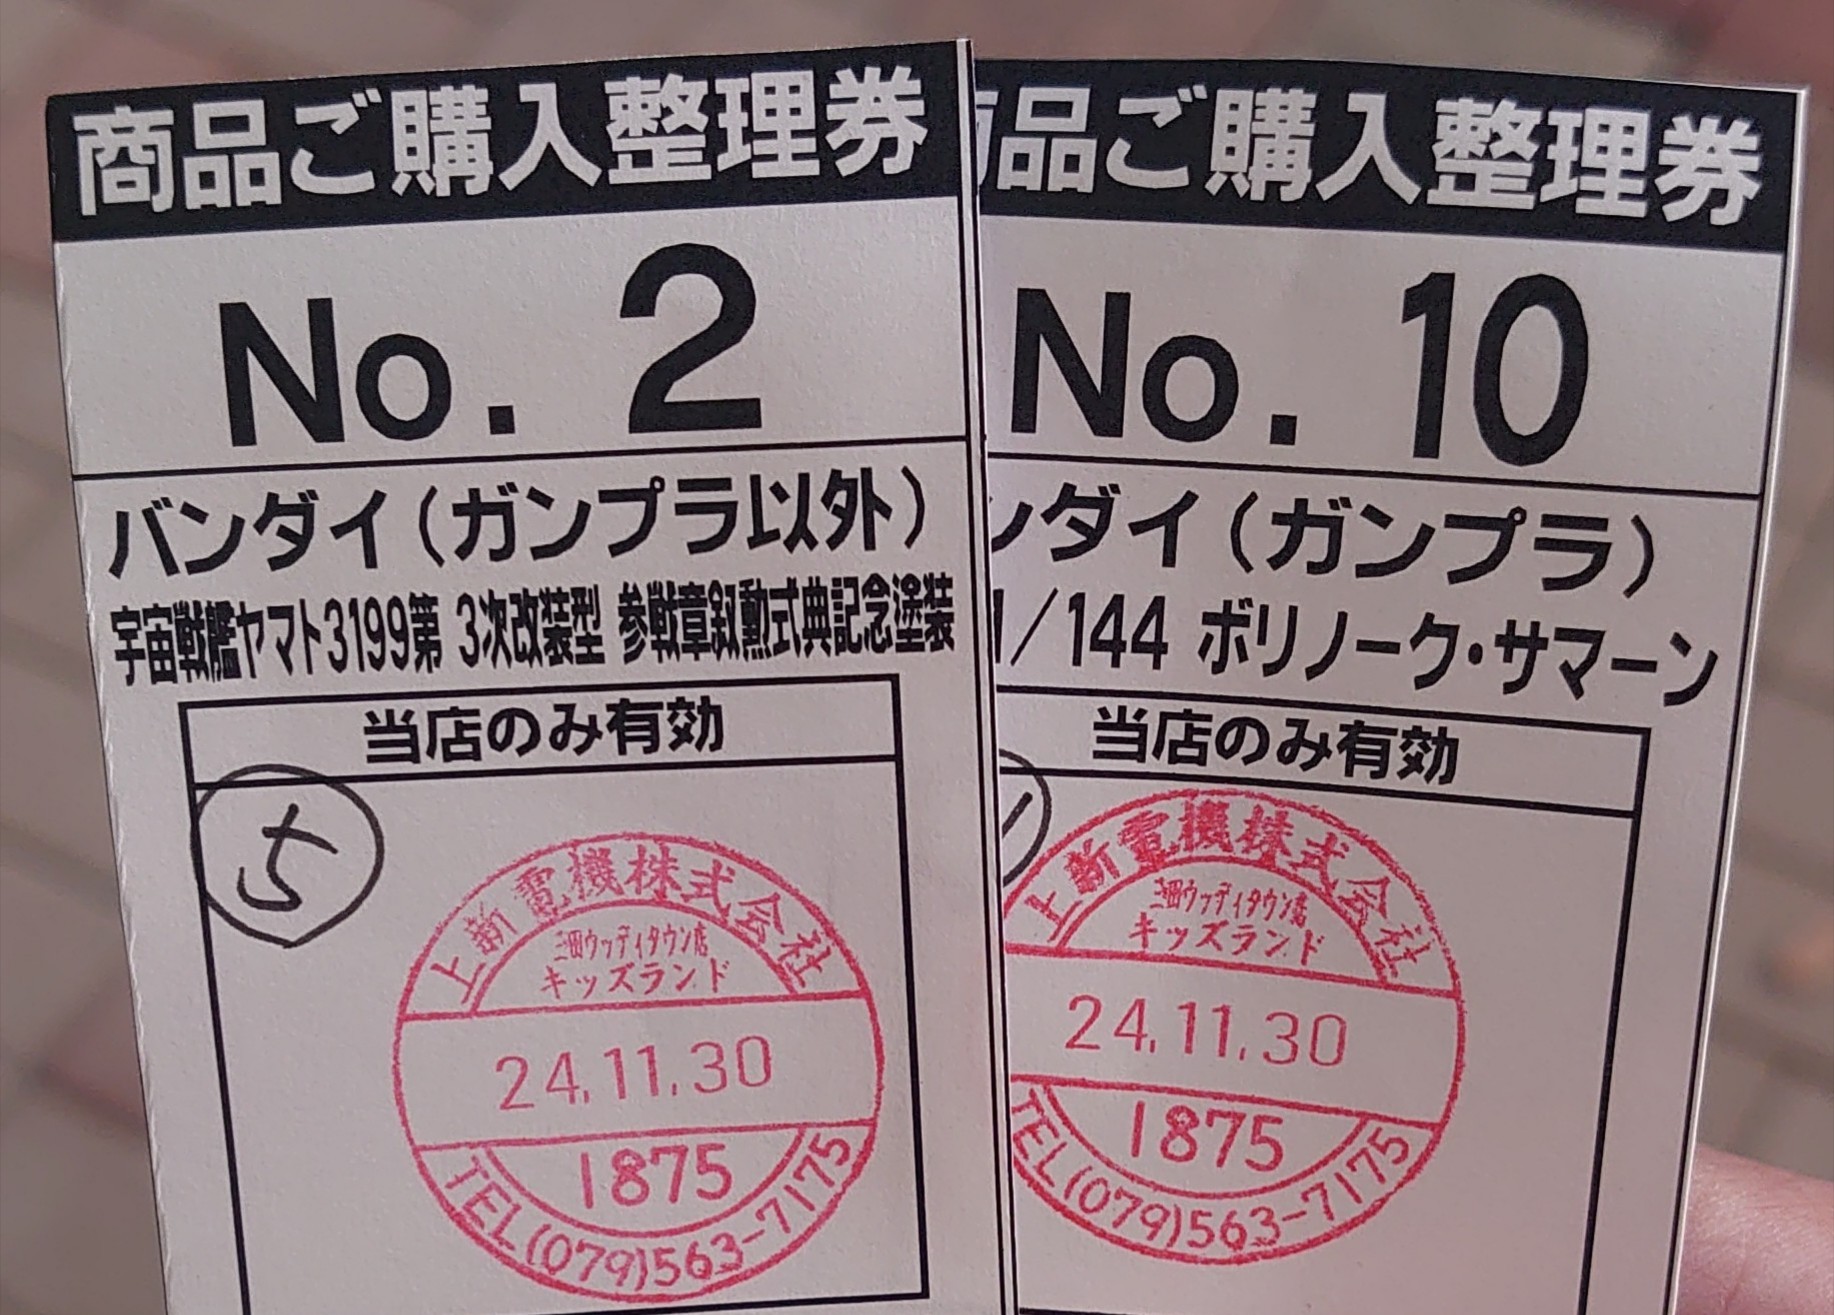 商品ご購入整理券
No. 2
バンダイ（ガンプラ以外）
宇宙戦艦ヤマト3199第 3次改装型 参戦章叙勲式典記念塗装
当店のみ有効
上新電機株式会社
三田ウッディタウン店
キッズランド
24.11.30
1875
TEL(079)563-7175
品ご購入整理券
No. 10
ンダイ（ガンプラ）
1/144 ボリノーク・サマーン
当店のみ有効
上新電機株式会社
三田ウッディタウン店
キッズランド
24.11.30
1875
TEL(079)563-7175